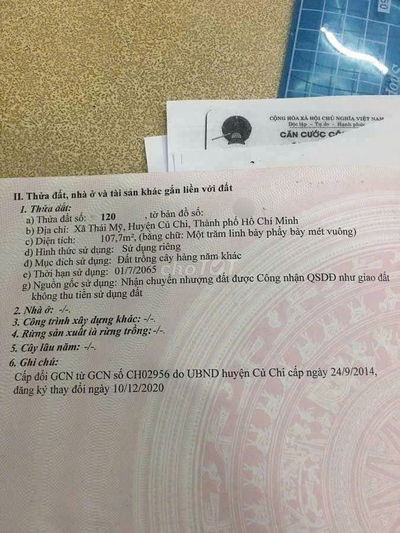 CỘNG HÒA XÃ HỘI CHỦ NGHĨA VIỆT NAM
Độc lập - Tự do - Hạnh phúc
CĂN CƯỚC
II. Thửa đất, nhà ở và tài sản khác gắn liền với đất
1. Thửa đất:
a) Thửa đất số: 120 , tờ bản đồ số:
b) Địa chỉ: Xã Thái Mỹ, Huyện Củ Chi, Thành phố Hồ Chí Minh
c) Diện tích: 107,7m², (bằng chữ: Một trăm linh bảy phẩy bảy mét vuông)
d) Hình thức sử dụng: Sử dụng riêng
đ) Mục đích sử dụng: Đất trồng cây hàng năm khác
e) Thời hạn sử dụng: 01/7/2065
g) Nguồn gốc sử dụng: Nhận chuyển nhượng đất được Công nhận QSDĐ như giao đất
không thu tiền sử dụng đất
2. Nhà ở: -/-.
3. Công trình xây dựng khác: -/-.
4. Rừng sản xuất là rừng trồng: -/-.
5. Cây lâu năm: -/-.
6. Ghi chú:
Cấp đổi GCN từ GCN số CH02956 do UBND huyện Củ Chi cấp ngày 24/9/2014,
đăng ký thay đổi ngày 10/12/2020